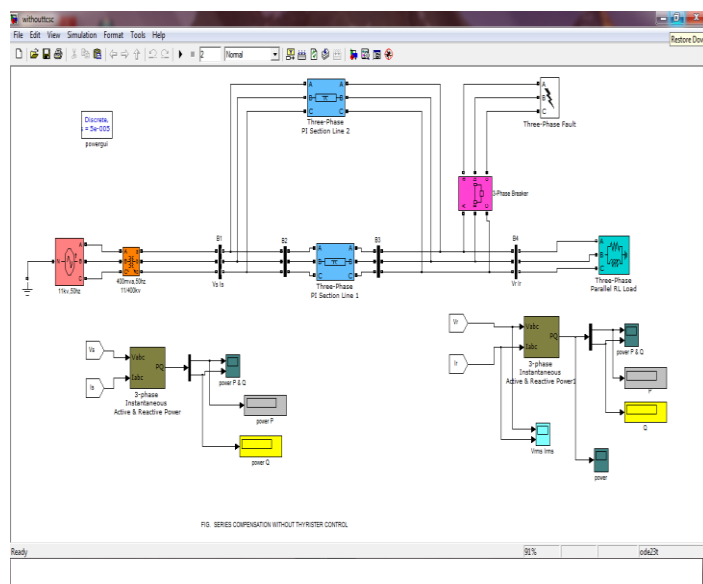 withouttcsc
Restore Dow
File Edit View Simulation Format Tools Help
2
Normal
Discrete,
s = 5e-005
powergui
A A
B B
C C
Three-Phase
PI Section Line 2
A
B
C
Three-Phase Fault
3-Phase Breaker
N
A
B
C
11kv,50hz
400mva,50hz
11/400kv
B1
Vs Is
B2
A A
B B
C C
Three-Phase
PI Section Line 1
B3
B4
Vr Ir
A
B
C
Three-Phase
Parallel RL Load
Vs
Is
Vabc
Iabc
PQ
3-phase
Instantaneous
Active & Reactive Power
power P & Q
power P
power Q
Vr
Ir
Vabc
Iabc
PQ
3-phase
Instantaneous
Active & Reactive Power1
power P & Q
P
Q
Vrms Irms
power
FIG. SERIES COMPENSATION WITHOUT THYRISTER CONTROL
Ready
91%
ode23t